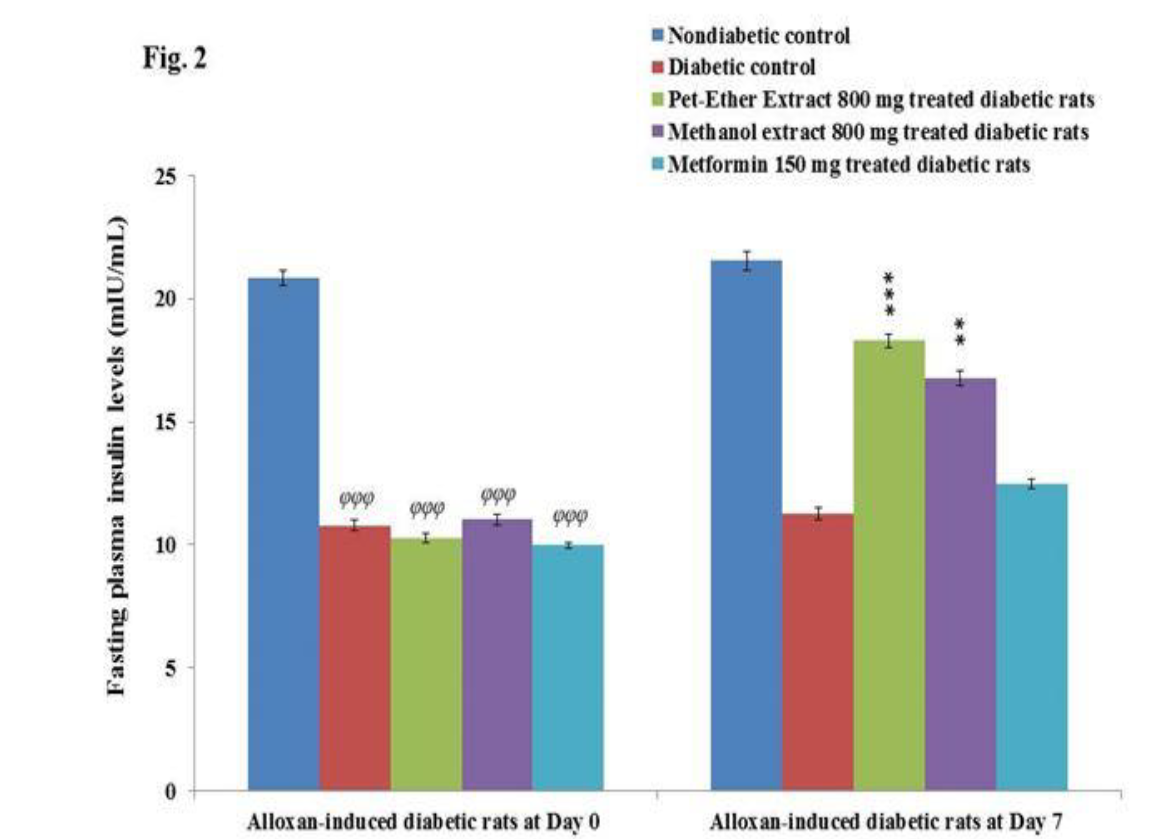 Fig. 2
Nondiabetic control
Diabetic control
Pet-Ether Extract 800 mg treated diabetic rats
Methanol extract 800 mg treated diabetic rats
Metformin 150 mg treated diabetic rats
Fasting plasma insulin levels (mIU/mL)
25
20
15
10
5
0
φφφ
φφφ
φφφ
φφφ
***
**
Alloxan-induced diabetic rats at Day 0
Alloxan-induced diabetic rats at Day 7